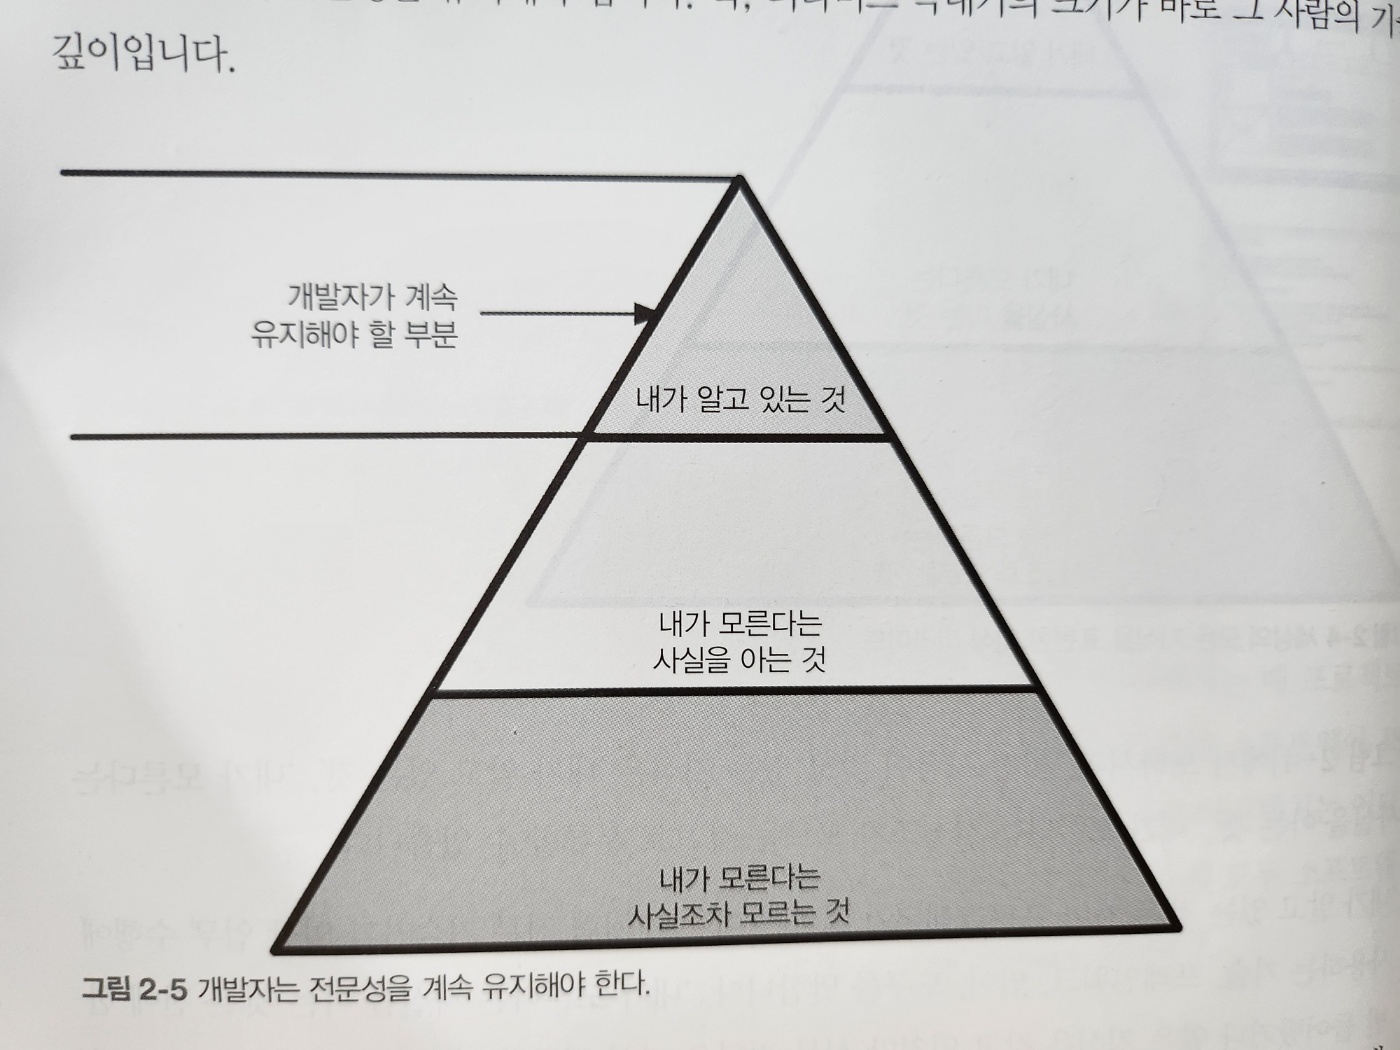 크기가 바로 그 사람의
깊이입니다.
개발자가 계속
유지해야 할 부분
내가 알고 있는 것
내가 모른다는
사실을 아는 것
내가 모른다는
사실조차 모르는 것
그림 2-5 개발자는 전문성을 계속 유지해야 한다.